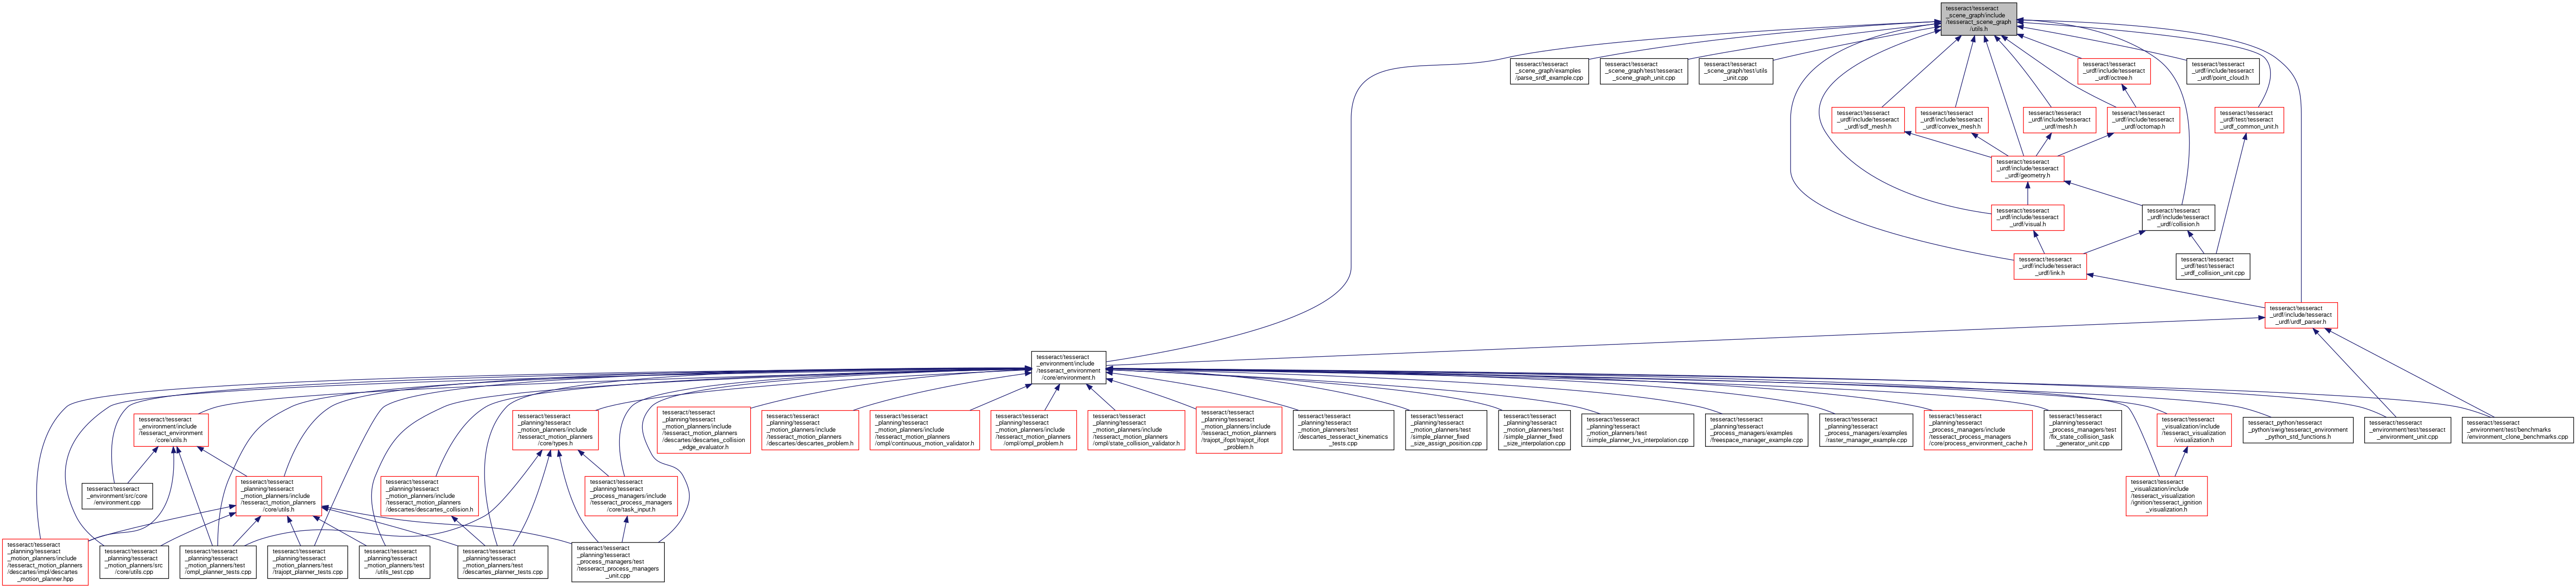 tesseract/tesseract
_scene_graph/include
/tesseract_scene_graph
/utils.h
tesseract/tesseract
_scene_graph/examples
/parse_srdf_example.cpp
tesseract/tesseract
_scene_graph/test/tesseract
_scene_graph_unit.cpp
tesseract/tesseract
_scene_graph/test/utils
_unit.cpp
tesseract/tesseract
_urdf/include/tesseract
_urdf/octree.h
tesseract/tesseract
_urdf/include/tesseract
_urdf/point_cloud.h
tesseract/tesseract
_urdf/include/tesseract
_urdf/sdf_mesh.h
tesseract/tesseract
_urdf/include/tesseract
_urdf/convex_mesh.h
tesseract/tesseract
_urdf/include/tesseract
_urdf/mesh.h
tesseract/tesseract
_urdf/include/tesseract
_urdf/octomap.h
tesseract/tesseract
_urdf/test/tesseract
_urdf_common_unit.h
tesseract/tesseract
_urdf/include/tesseract
_urdf/geometry.h
tesseract/tesseract
_urdf/include/tesseract
_urdf/visual.h
tesseract/tesseract
_urdf/include/tesseract
_urdf/collision.h
tesseract/tesseract
_urdf/include/tesseract
_urdf/link.h
tesseract/tesseract
_urdf/test/tesseract
_urdf_collision_unit.cpp
tesseract/tesseract
_urdf/include/tesseract
_urdf/urdf_parser.h
tesseract/tesseract
_environment/include
/tesseract_environment
/core/environment.h
tesseract/tesseract
_environment/include
/tesseract_environment
/core/utils.h
tesseract/tesseract
_planning/tesseract
_motion_planners/include
/tesseract_motion_planners
/core/types.h
tesseract/tesseract
_planning/tesseract
_motion_planners/include
/tesseract_motion_planners
/descartes/descartes_collision
_edge_evaluator.h
tesseract/tesseract
_planning/tesseract
_motion_planners/include
/tesseract_motion_planners
/descartes/descartes_problem.h
tesseract/tesseract
_planning/tesseract
_motion_planners/include
/tesseract_motion_planners
/ompl/continuous_motion_validator.h
tesseract/tesseract
_planning/tesseract
_motion_planners/include
/tesseract_motion_planners
/ompl/ompl_problem.h
tesseract/tesseract
_planning/tesseract
_motion_planners/include
/tesseract_motion_planners
/ompl/state_collision_validator.h
tesseract/tesseract
_planning/tesseract
_motion_planners/include
/tesseract_motion_planners
/trajopt_ifopt/trajopt_ifopt
_problem.h
tesseract/tesseract
_planning/tesseract
_motion_planners/test
/descartes_tesseract_kinematics
_tests.cpp
tesseract/tesseract
_planning/tesseract
_motion_planners/test
/simple_planner_fixed
_size_assign_position.cpp
tesseract/tesseract
_planning/tesseract
_motion_planners/test
/simple_planner_fixed
_size_interpolation.cpp
tesseract/tesseract
_planning/tesseract
_motion_planners/test
/simple_planner_lvs_interpolation.cpp
tesseract/tesseract
_planning/tesseract
_process_managers/examples
/freespace_manager_example.cpp
tesseract/tesseract
_planning/tesseract
_process_managers/examples
/raster_manager_example.cpp
tesseract/tesseract
_planning/tesseract
_process_managers/include
/tesseract_process_managers
/core/process_environment_cache.h
tesseract/tesseract
_planning/tesseract
_process_managers/test
/fix_state_collision_task
_generator_unit.cpp
tesseract/tesseract
_visualization/include
/tesseract_visualization
/visualization.h
tesseract_python/tesseract
_python/swig/tesseract_environment
_python_std_functions.h
tesseract/tesseract
_environment/test/tesseract
_environment_unit.cpp
tesseract/tesseract
_environment/test/benchmarks
/environment_clone_benchmarks.cpp
tesseract/tesseract
_environment/src/core
/environment.cpp
tesseract/tesseract
_planning/tesseract
_motion_planners/include
/tesseract_motion_planners
/core/utils.h
tesseract/tesseract
_planning/tesseract
_motion_planners/include
/tesseract_motion_planners
/descartes/descartes_collision.h
tesseract/tesseract
_planning/tesseract
_process_managers/include
/tesseract_process_managers
/core/task_input.h
tesseract/tesseract
_visualization/include
/tesseract_visualization
/ignition/tesseract_ignition
_visualization.h
tesseract/tesseract
_planning/tesseract
_motion_planners/include
/tesseract_motion_planners
/descartes/impl/descartes
_motion_planner.hpp
tesseract/tesseract
_planning/tesseract
_motion_planners/src
/core/utils.cpp
tesseract/tesseract
_planning/tesseract
_motion_planners/test
/ompl_planner_tests.cpp
tesseract/tesseract
_planning/tesseract
_motion_planners/test
/trajopt_planner_tests.cpp
tesseract/tesseract
_planning/tesseract
_motion_planners/test
/utils_test.cpp
tesseract/tesseract
_planning/tesseract
_motion_planners/test
/descartes_planner_tests.cpp
tesseract/tesseract
_planning/tesseract
_process_managers/test
/tesseract_process_managers
_unit.cpp